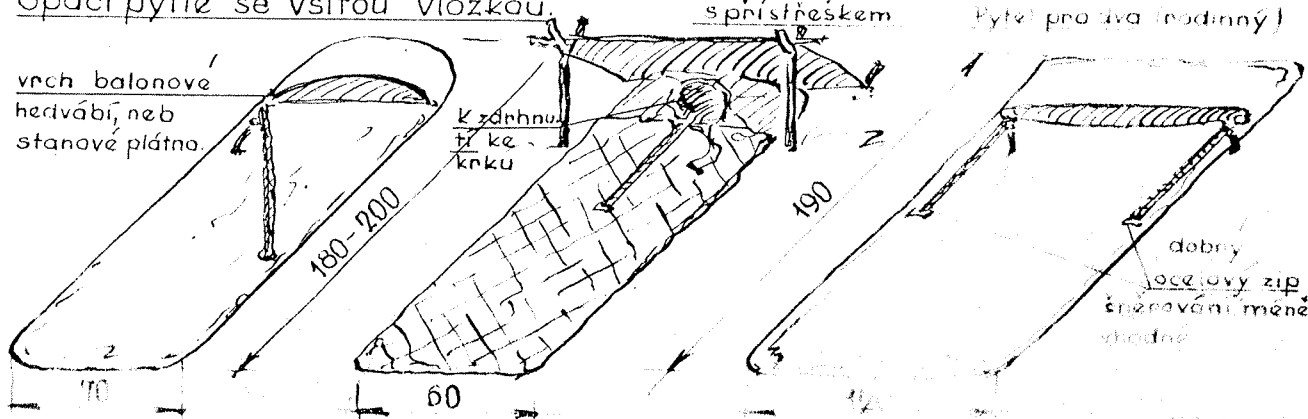 Spací pytle se všitou vložkou.
s přístřeškem
Pytel pro dva (rodinný)
vrch balonové
hedvábí, neb
stanové plátno.
k zdrhnu
tí ke
krku
180-200
190
dobrý
ocelový zip
šněrování méně
vhodné
70
60